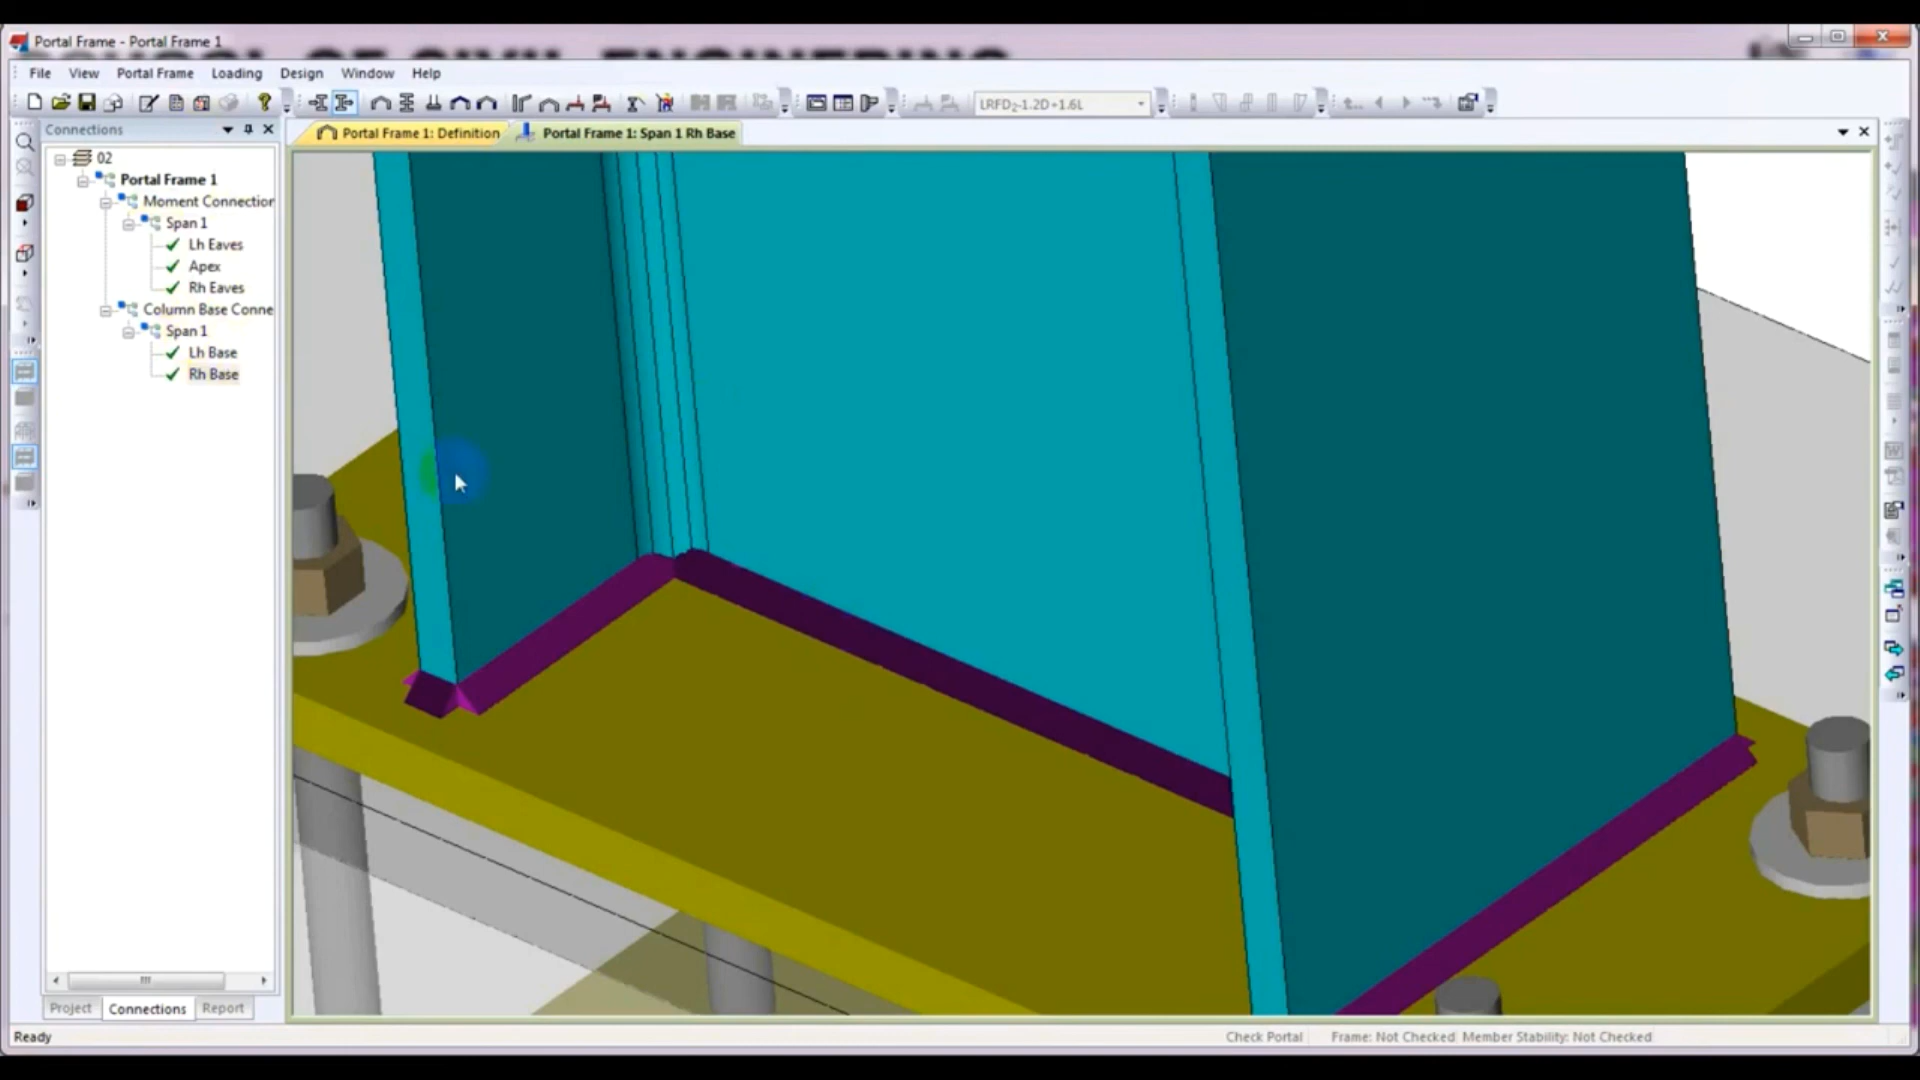 Portal Frame - Portal Frame 1
File View Portal Frame Loading Design Window Help
LRFD2-1.2D+1.6L
Connections
Portal Frame 1: Definition
Portal Frame 1: Span 1 Rh Base
02
Portal Frame 1
Moment Connection
Span 1
Lh Eaves
Apex
Rh Eaves
Column Base Conne
Span 1
Lh Base
Rh Base
Project Connections Report
Ready
Check Portal Frame: Not Checked Member Stability: Not Checked